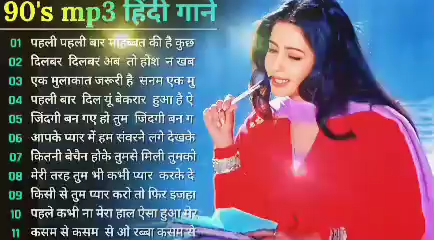 90's mp3 हिंदी गाने
01 पहली पहली बार मोहब्बत की है कुछ
02 दिलबर दिलबर अब तो होश न खब
03 एक मुलाकात जरूरी है सनम एक मु
04 पहली बार दिल यूं बेकरार हुआ है ऐ
05 जिंदगी बन गए हो तुम जिंदगी बन ग
06 आपके प्यार में हम संवरने लगे देखके
07 कितनी बेचैन होके तुमसे मिली तुमको
08 मेरी तरह तुम भी कभी प्यार करके दे
09 किसी से तुम प्यार करो तो फिर इजहा
10 पहले कभी ना मेरा हाल ऐसा हुआ मेर
11 कसम से कसम से ओ रब्बा कसम से